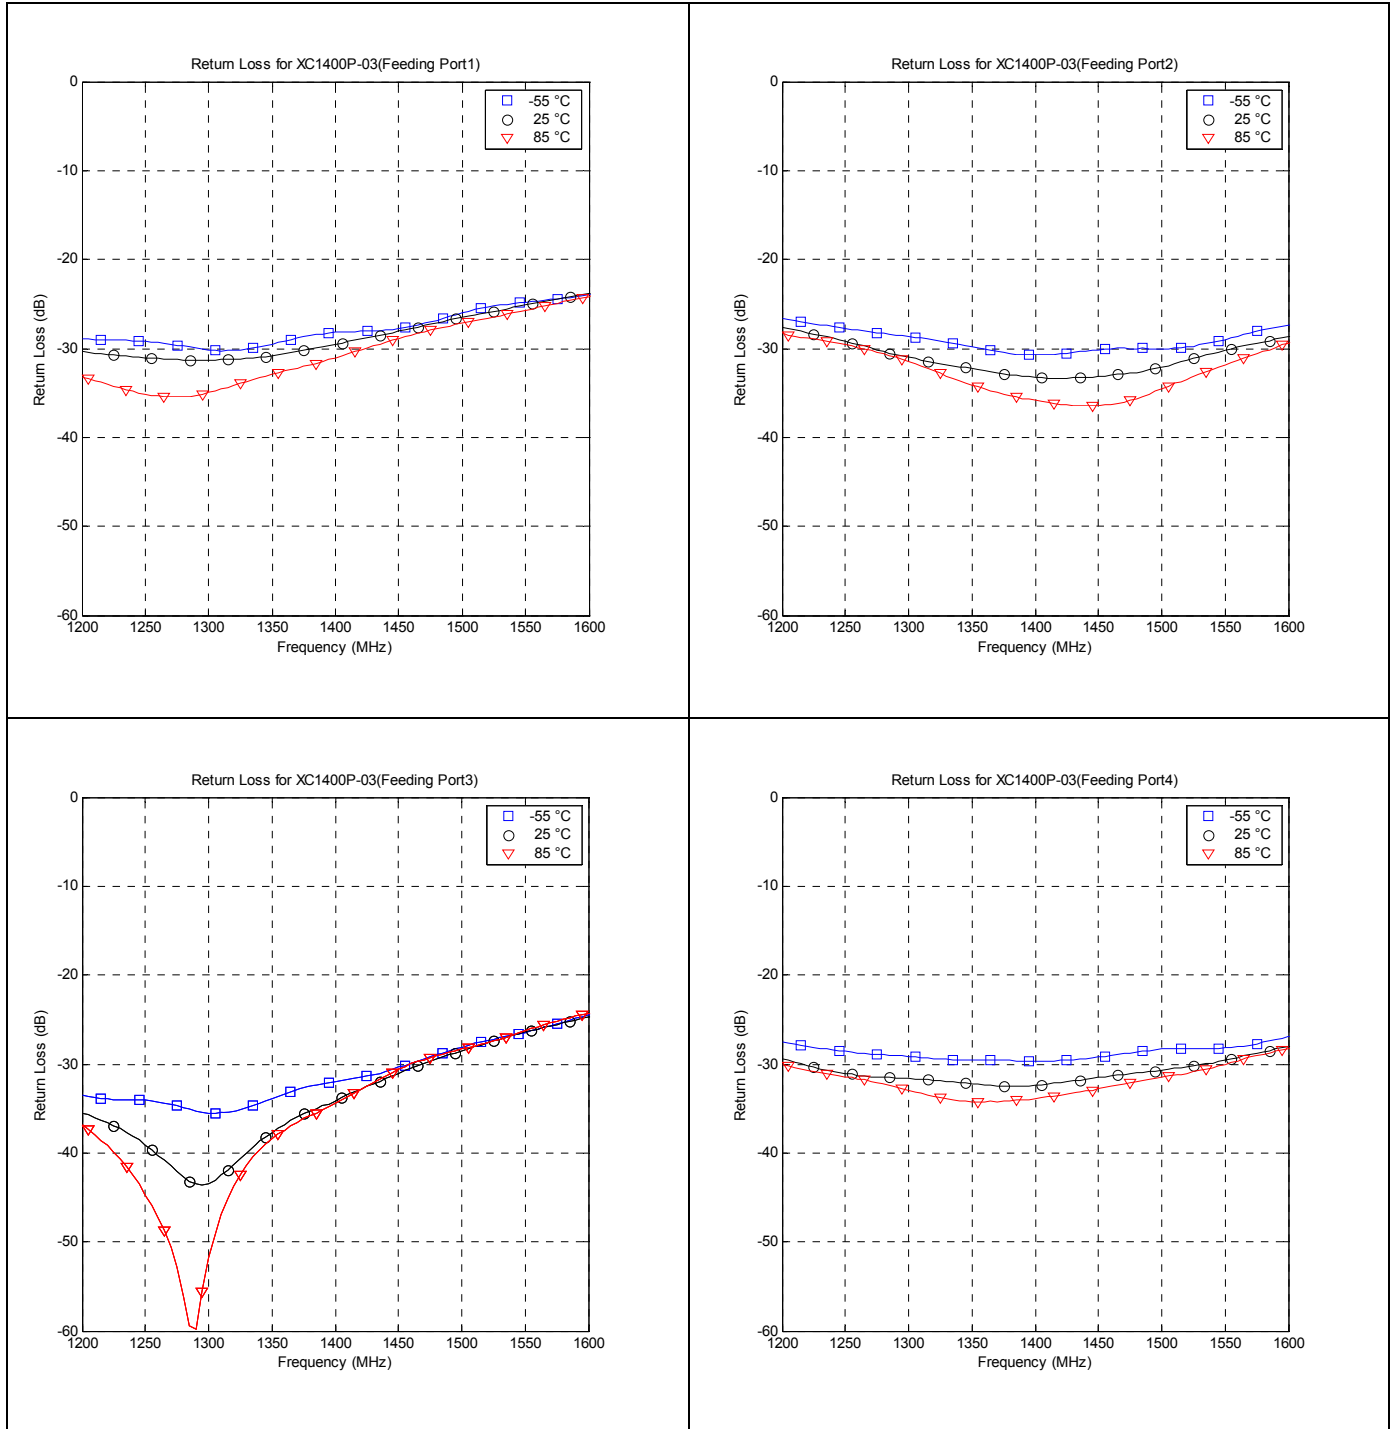 Return Loss for XC1400P-03(Feeding Port1)
0
-10
-20
-30
-40
-50
-60
Return Loss (dB)
-55 °C
25 °C
85 °C
1200 1250 1300 1350 1400 1450 1500 1550 1600
Frequency (MHz)
Return Loss for XC1400P-03(Feeding Port2)
0
-10
-20
-30
-40
-50
-60
Return Loss (dB)
-55 °C
25 °C
85 °C
1200 1250 1300 1350 1400 1450 1500 1550 1600
Frequency (MHz)
Return Loss for XC1400P-03(Feeding Port3)
0
-10
-20
-30
-40
-50
-60
Return Loss (dB)
-55 °C
25 °C
85 °C
1200 1250 1300 1350 1400 1450 1500 1550 1600
Frequency (MHz)
Return Loss for XC1400P-03(Feeding Port4)
0
-10
-20
-30
-40
-50
-60
Return Loss (dB)
-55 °C
25 °C
85 °C
1200 1250 1300 1350 1400 1450 1500 1550 1600
Frequency (MHz)